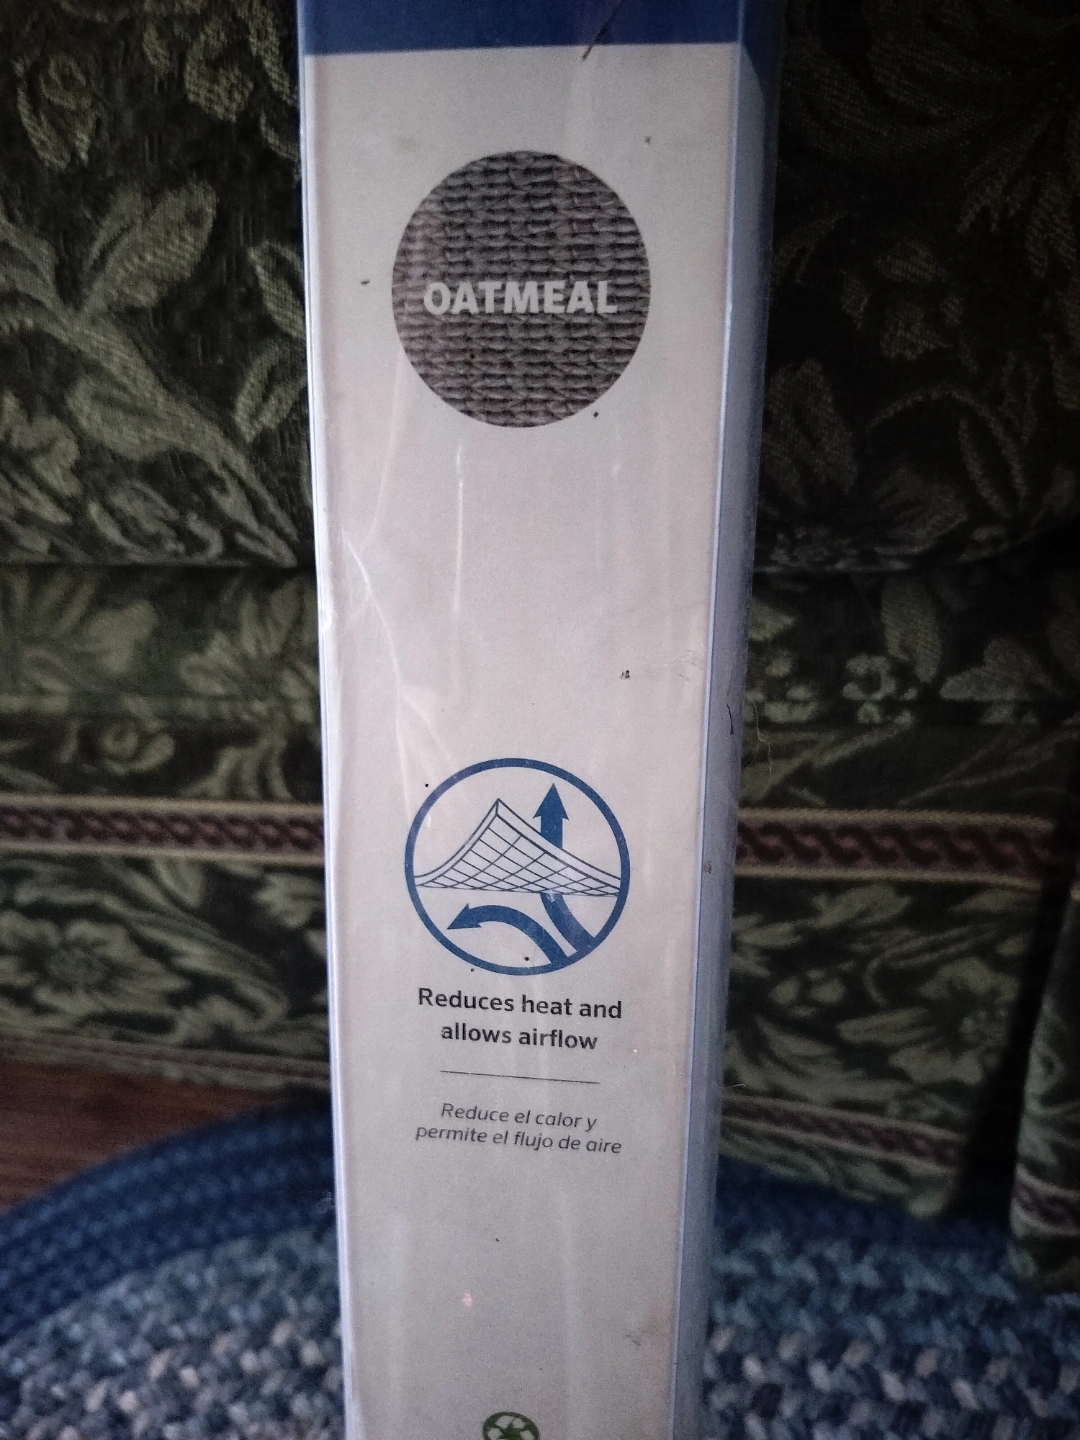 OATMEAL
Reduces heat and
allows airflow
Reduce el calor y
permite el flujo de aire